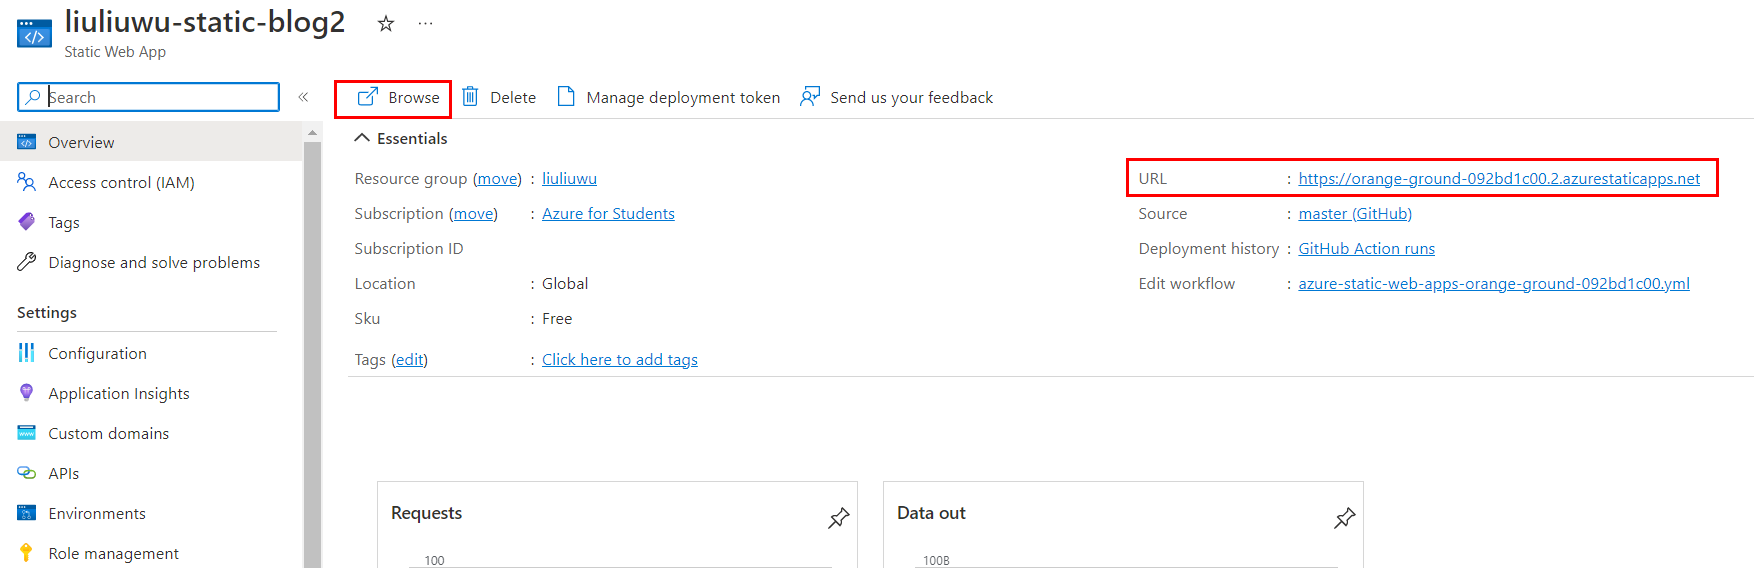 liuliuwu-static-blog2
Static Web App
Search
Browse
Delete
Manage deployment token
Send us your feedback
Overview
Access control (IAM)
Tags
Diagnose and solve problems
Settings
Configuration
Application Insights
Custom domains
APIs
Environments
Role management
Essentials
Resource group (move) : liuliuwu
Subscription (move) : Azure for Students
Subscription ID
Location : Global
Sku : Free
Tags (edit) : Click here to add tags
URL : https://orange-ground-092bd1c00.2.azurestaticapps.net
Source : master (GitHub)
Deployment history : GitHub Action runs
Edit workflow : azure-static-web-apps-orange-ground-092bd1c00.yml
Requests
100
Data out
100B